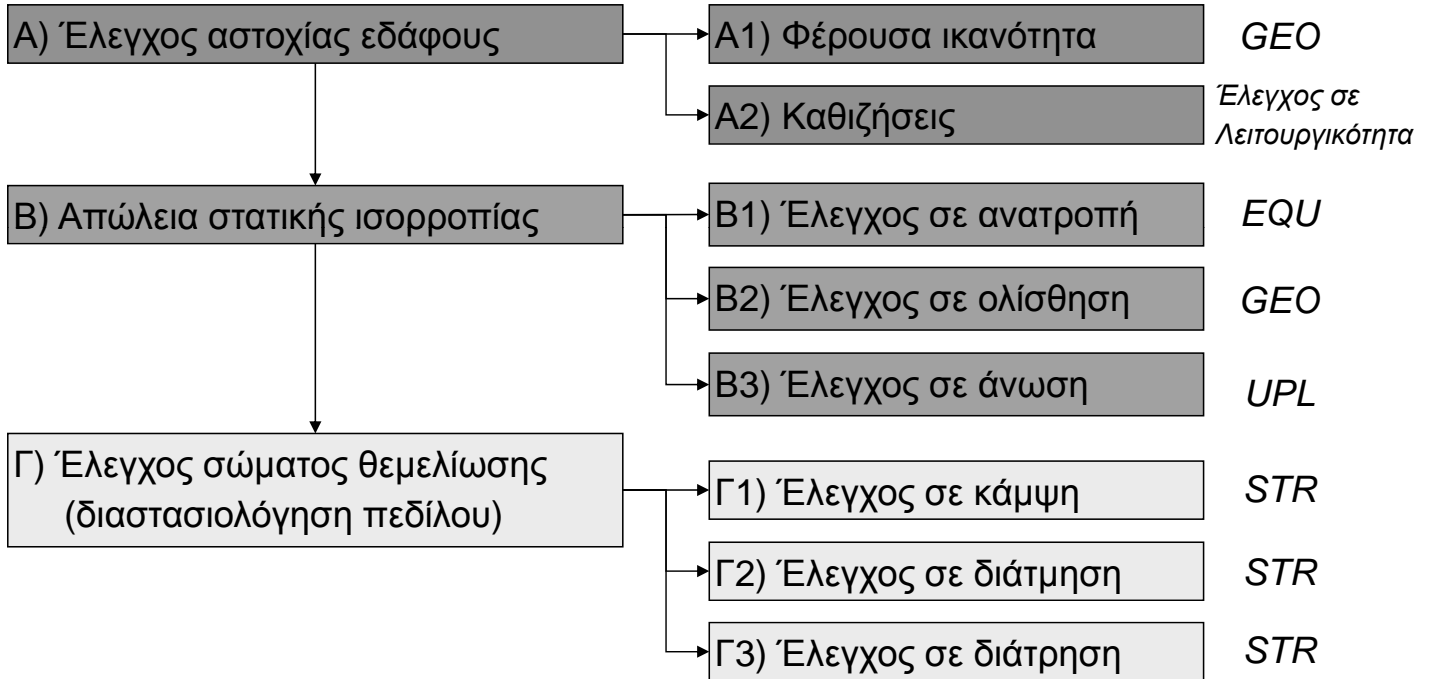 Α) Έλεγχος αστοχίας εδάφους
Α1) Φέρουσα ικανότητα
GEO
Α2) Καθιζήσεις
Έλεγχος σε
Λειτουργικότητα
Β) Απώλεια στατικής ισορροπίας
Β1) Έλεγχος σε ανατροπή
EQU
Β2) Έλεγχος σε ολίσθηση
GEO
Β3) Έλεγχος σε άνωση
UPL
Γ) Έλεγχος σώματος θεμελίωσης
(διαστασιολόγηση πεδίλου)
Γ1) Έλεγχος σε κάμψη
STR
Γ2) Έλεγχος σε διάτμηση
STR
Γ3) Έλεγχος σε διάτρηση
STR